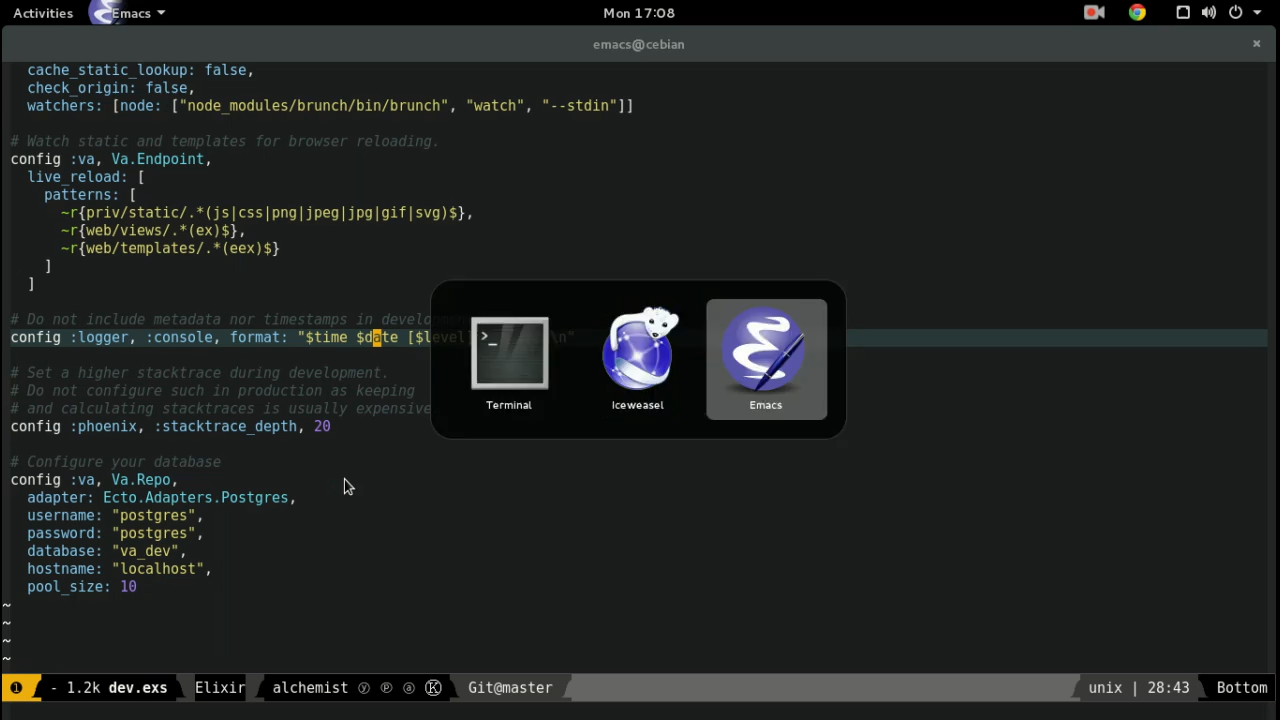 Activities Emacs Mon 17:08
emacs@cebian ×
cache_static_lookup: false,
check_origin: false,
watchers: [node: ["node_modules/brunch/bin/brunch", "watch", "--stdin"]]
# Watch static and templates for browser reloading.
config :va, Va.Endpoint,
live_reload: [
patterns: [
~r{priv/static/.*(js|css|png|jpeg|jpg|gif|svg)$},
~r{web/views/.*(ex)$},
~r{web/templates/.*(eex)$}
]
]
# Do not include metadata nor timestamps in develop
config :logger, :console, format: "$time $date [$level] \n"
# Set a higher stacktrace during development.
# Do not configure such in production as keeping
# and calculating stacktraces is usually expensive
config :phoenix, :stacktrace_depth, 20
# Configure your database
config :va, Va.Repo,
adapter: Ecto.Adapters.Postgres,
username: "postgres",
password: "postgres",
database: "va_dev",
hostname: "localhost",
pool_size: 10
~
~
~
~
Terminal Iceweasel Emacs
❶ - 1.2k dev.exs Elixir alchemist ⓨ ⓟ ⓐ Ⓚ Git@master unix | 28:43 Bottom